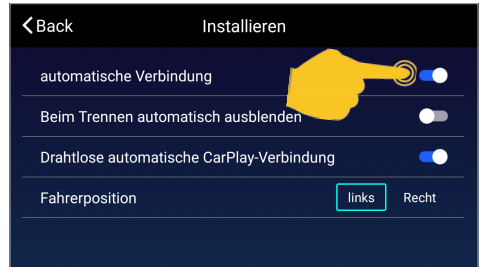 Back
Installieren
automatische Verbindung
Beim Trennen automatisch ausblenden
Drahtlose automatische CarPlay-Verbindung
Fahrerposition links Recht